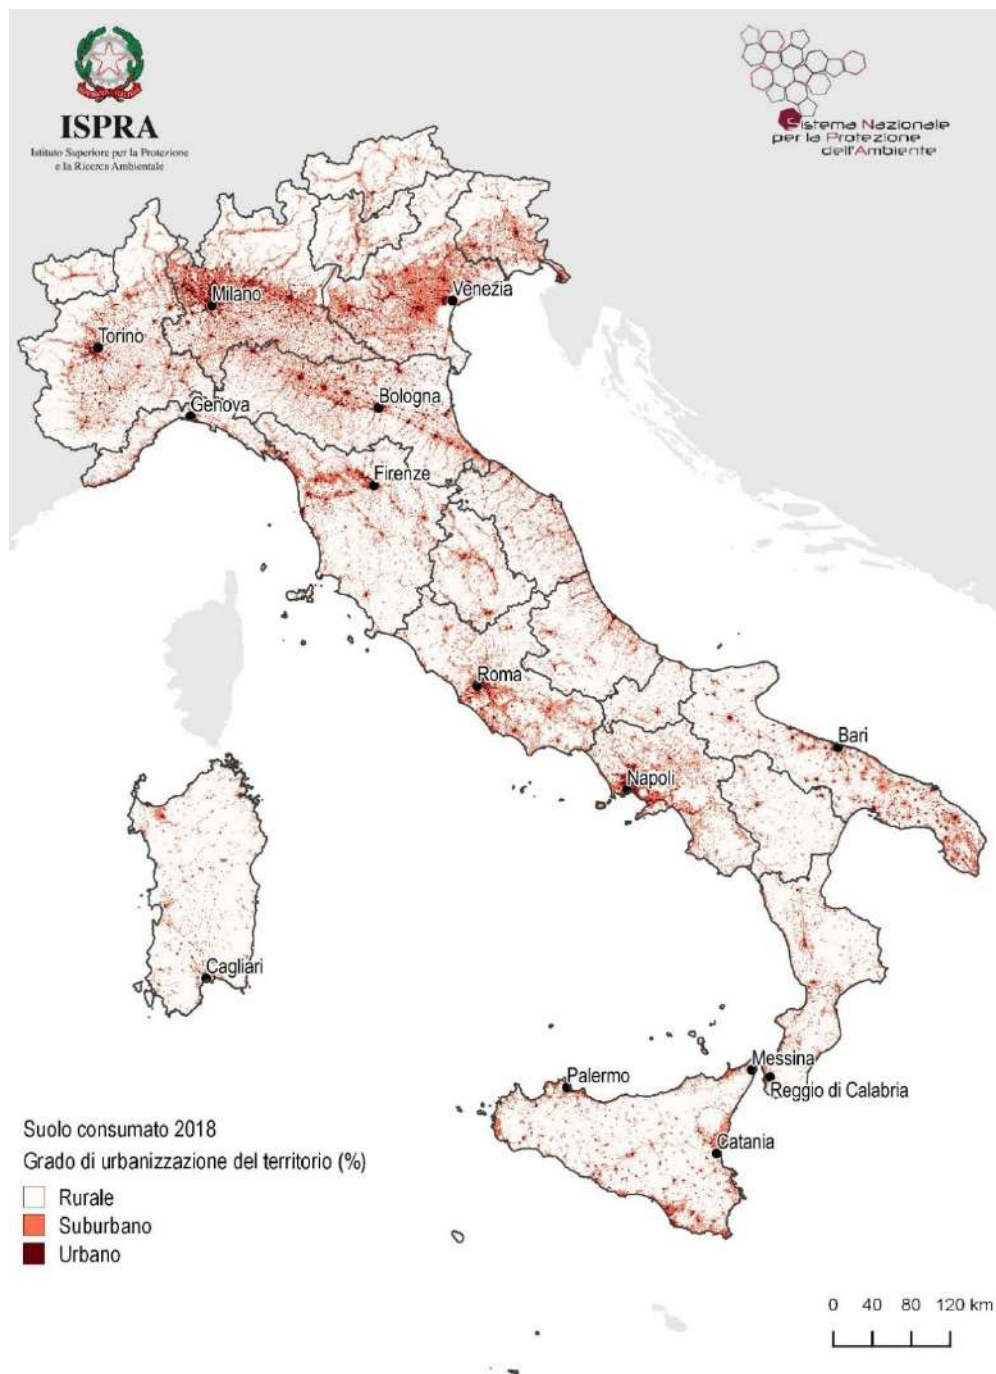 ISPRA
Istituto Superiore per la Protezione
e la Ricerca Ambientale
Sistema Nazionale
per la Protezione
dell'Ambiente
Venezia
Milano
Torino
Bologna
Genova
Firenze
Roma
Bari
Napoli
Cagliari
Messina
Palermo
Reggio di Calabria
Catania
Suolo consumato 2018
Grado di urbanizzazione del territorio (%)
Rurale
Suburbano
Urbano
0 40 80 120 km